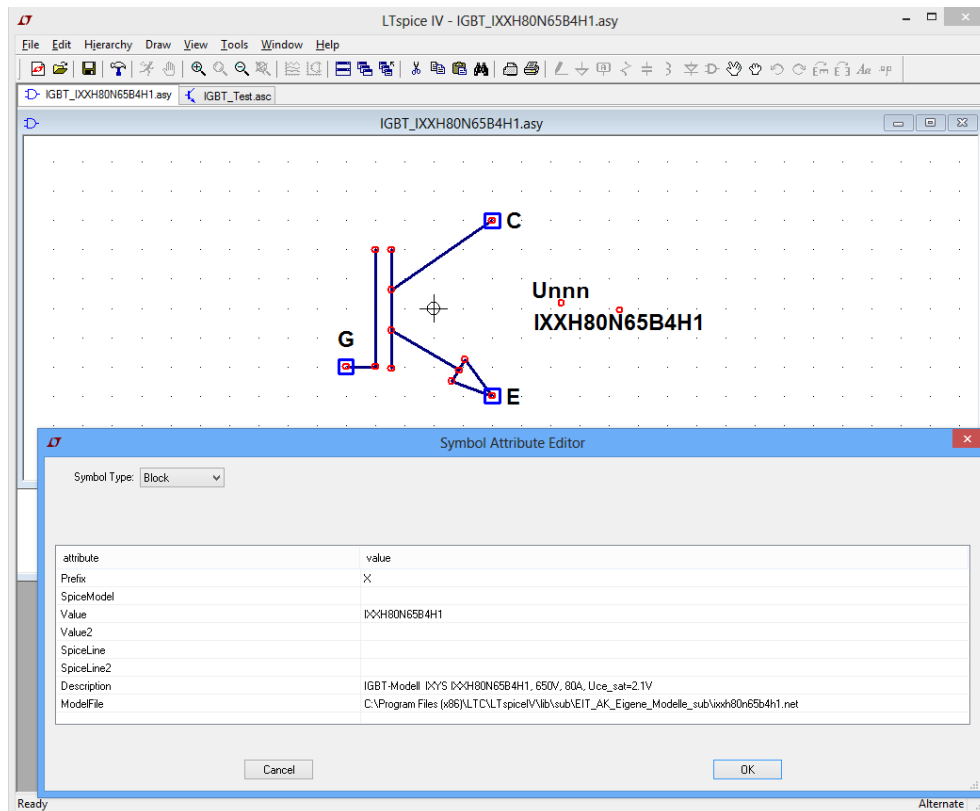 LTspice IV - IGBT_IXXH80N65B4H1.asy
File Edit Hierarchy Draw View Tools Window Help
IGBT_IXXH80N65B4H1.asy IGBT_Test.asc
IGBT_IXXH80N65B4H1.asy
C
Unnn
IXXH80N65B4H1
G
E
Symbol Attribute Editor
Symbol Type: Block
attribute value
Prefix X
SpiceModel
Value IXXH80N65B4H1
Value2
SpiceLine
SpiceLine2
Description IGBT-Modell IXYS IXXH80N65B4H1, 650V, 80A, Uce_sat=2.1V
ModelFile C:\Program Files (x86)\LTC\LTspiceIV\lib\sub\EIT_AK_Eigene_Modelle_sub\ixxh80n65b4h1.net
Cancel OK
Ready Alternate